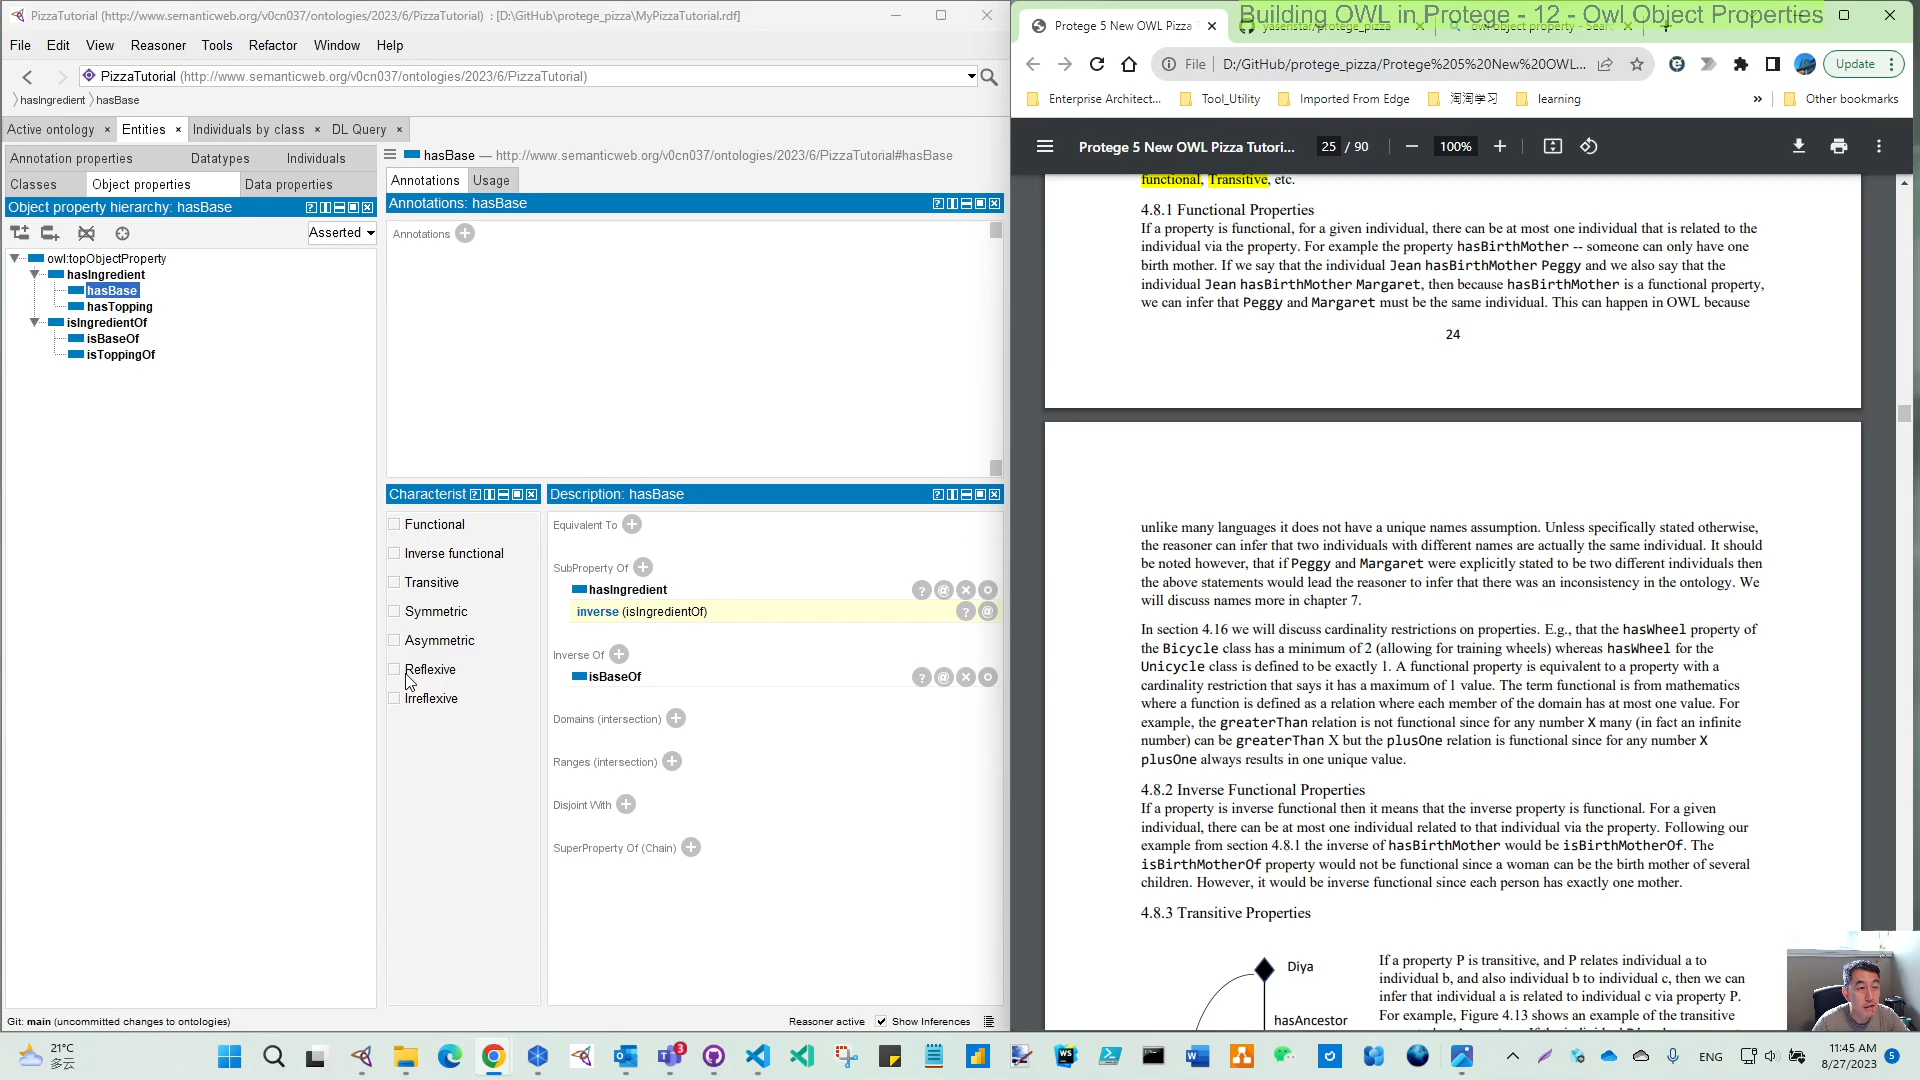 PizzaTutorial (http://www.semanticweb.org/v0cn037/ontologies/2023/6/PizzaTutorial) : [D:\GitHub\protege_pizza\MyPizzaTutorial.rdf]
File Edit View Reasoner Tools Refactor Window Help
PizzaTutorial (http://www.semanticweb.org/v0cn037/ontologies/2023/6/PizzaTutorial)
hasIngredient hasBase
Active ontology × Entities × Individuals by class × DL Query ×
Annotation properties Datatypes Individuals
Classes Object properties Data properties
Object property hierarchy: hasBase
Asserted
owl:topObjectProperty
hasIngredient
hasBase
hasTopping
isIngredientOf
isBaseOf
isToppingOf
hasBase — http://www.semanticweb.org/v0cn037/ontologies/2023/6/PizzaTutorial#hasBase
Annotations Usage
Annotations: hasBase
Annotations
Characterist
Functional
Inverse functional
Transitive
Symmetric
Asymmetric
Reflexive
Irreflexive
Description: hasBase
Equivalent To
SubProperty Of
hasIngredient
inverse (isIngredientOf)
Inverse Of
isBaseOf
Domains (intersection)
Ranges (intersection)
Disjoint With
SuperProperty Of (Chain)
Git: main (uncommitted changes to ontologies)
Reasoner active Show Inferences
Building OWL in Protege - 12 - Owl Object Properties
Protege 5 New OWL Pizza yasenstar/protege_pizza owl object property - Sear
File D:/GitHub/protege_pizza/Protege%205%20New%20OWL... Update
Enterprise Architect... Tool_Utility Imported From Edge 淘淘学习 learning » Other bookmarks
Protege 5 New OWL Pizza Tutori... 25 / 90 100%
functional, Transitive, etc.
4.8.1 Functional Properties
If a property is functional, for a given individual, there can be at most one individual that is related to the
individual via the property. For example the property hasBirthMother -- someone can only have one
birth mother. If we say that the individual Jean hasBirthMother Peggy and we also say that the
individual Jean hasBirthMother Margaret, then because hasBirthMother is a functional property,
we can infer that Peggy and Margaret must be the same individual. This can happen in OWL because
24
unlike many languages it does not have a unique names assumption. Unless specifically stated otherwise,
the reasoner can infer that two individuals with different names are actually the same individual. It should
be noted however, that if Peggy and Margaret were explicitly stated to be two different individuals then
the above statements would lead the reasoner to infer that there was an inconsistency in the ontology. We
will discuss names more in chapter 7.
In section 4.16 we will discuss cardinality restrictions on properties. E.g., that the hasWheel property of
the Bicycle class has a minimum of 2 (allowing for training wheels) whereas hasWheel for the
Unicycle class is defined to be exactly 1. A functional property is equivalent to a property with a
cardinality restriction that says it has a maximum of 1 value. The term functional is from mathematics
where a function is defined as a relation where each member of the domain has at most one value. For
example, the greaterThan relation is not functional since for any number X many (in fact an infinite
number) can be greaterThan X but the plusOne relation is functional since for any number X
plusOne always results in one unique value.
4.8.2 Inverse Functional Properties
If a property is inverse functional then it means that the inverse property is functional. For a given
individual, there can be at most one individual related to that individual via the property. Following our
example from section 4.8.1 the inverse of hasBirthMother would be isBirthMotherOf. The
isBirthMotherOf property would not be functional since a woman can be the birth mother of several
children. However, it would be inverse functional since each person has exactly one mother.
4.8.3 Transitive Properties
Diya
hasAncestor
If a property P is transitive, and P relates individual a to
individual b, and also individual b to individual c, then we can
infer that individual a is related to individual c via property P.
For example, Figure 4.13 shows an example of the transitive
21°C
多云
3
WS
ENG
11:45 AM
8/27/2023
5